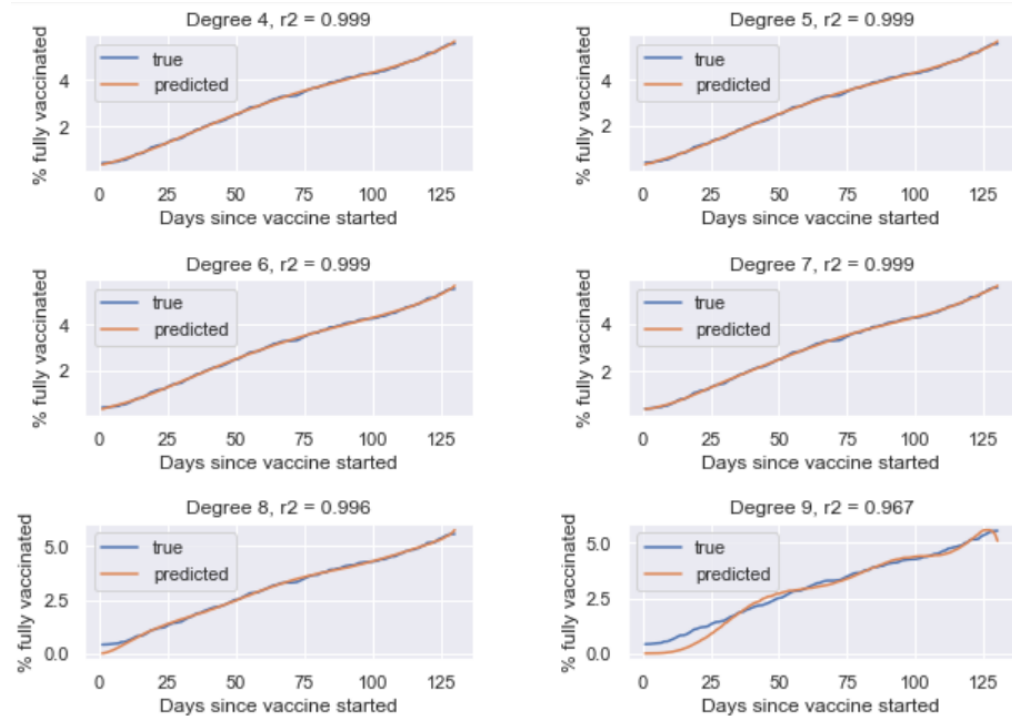 Degree 4, r2 = 0.999
% fully vaccinated
4
2
true
predicted
0 25 50 75 100 125
Days since vaccine started
Degree 5, r2 = 0.999
% fully vaccinated
4
2
true
predicted
0 25 50 75 100 125
Days since vaccine started
Degree 6, r2 = 0.999
% fully vaccinated
4
2
true
predicted
0 25 50 75 100 125
Days since vaccine started
Degree 7, r2 = 0.999
% fully vaccinated
4
2
true
predicted
0 25 50 75 100 125
Days since vaccine started
Degree 8, r2 = 0.996
% fully vaccinated
5.0
2.5
0.0
true
predicted
0 25 50 75 100 125
Days since vaccine started
Degree 9, r2 = 0.967
% fully vaccinated
5.0
2.5
0.0
true
predicted
0 25 50 75 100 125
Days since vaccine started